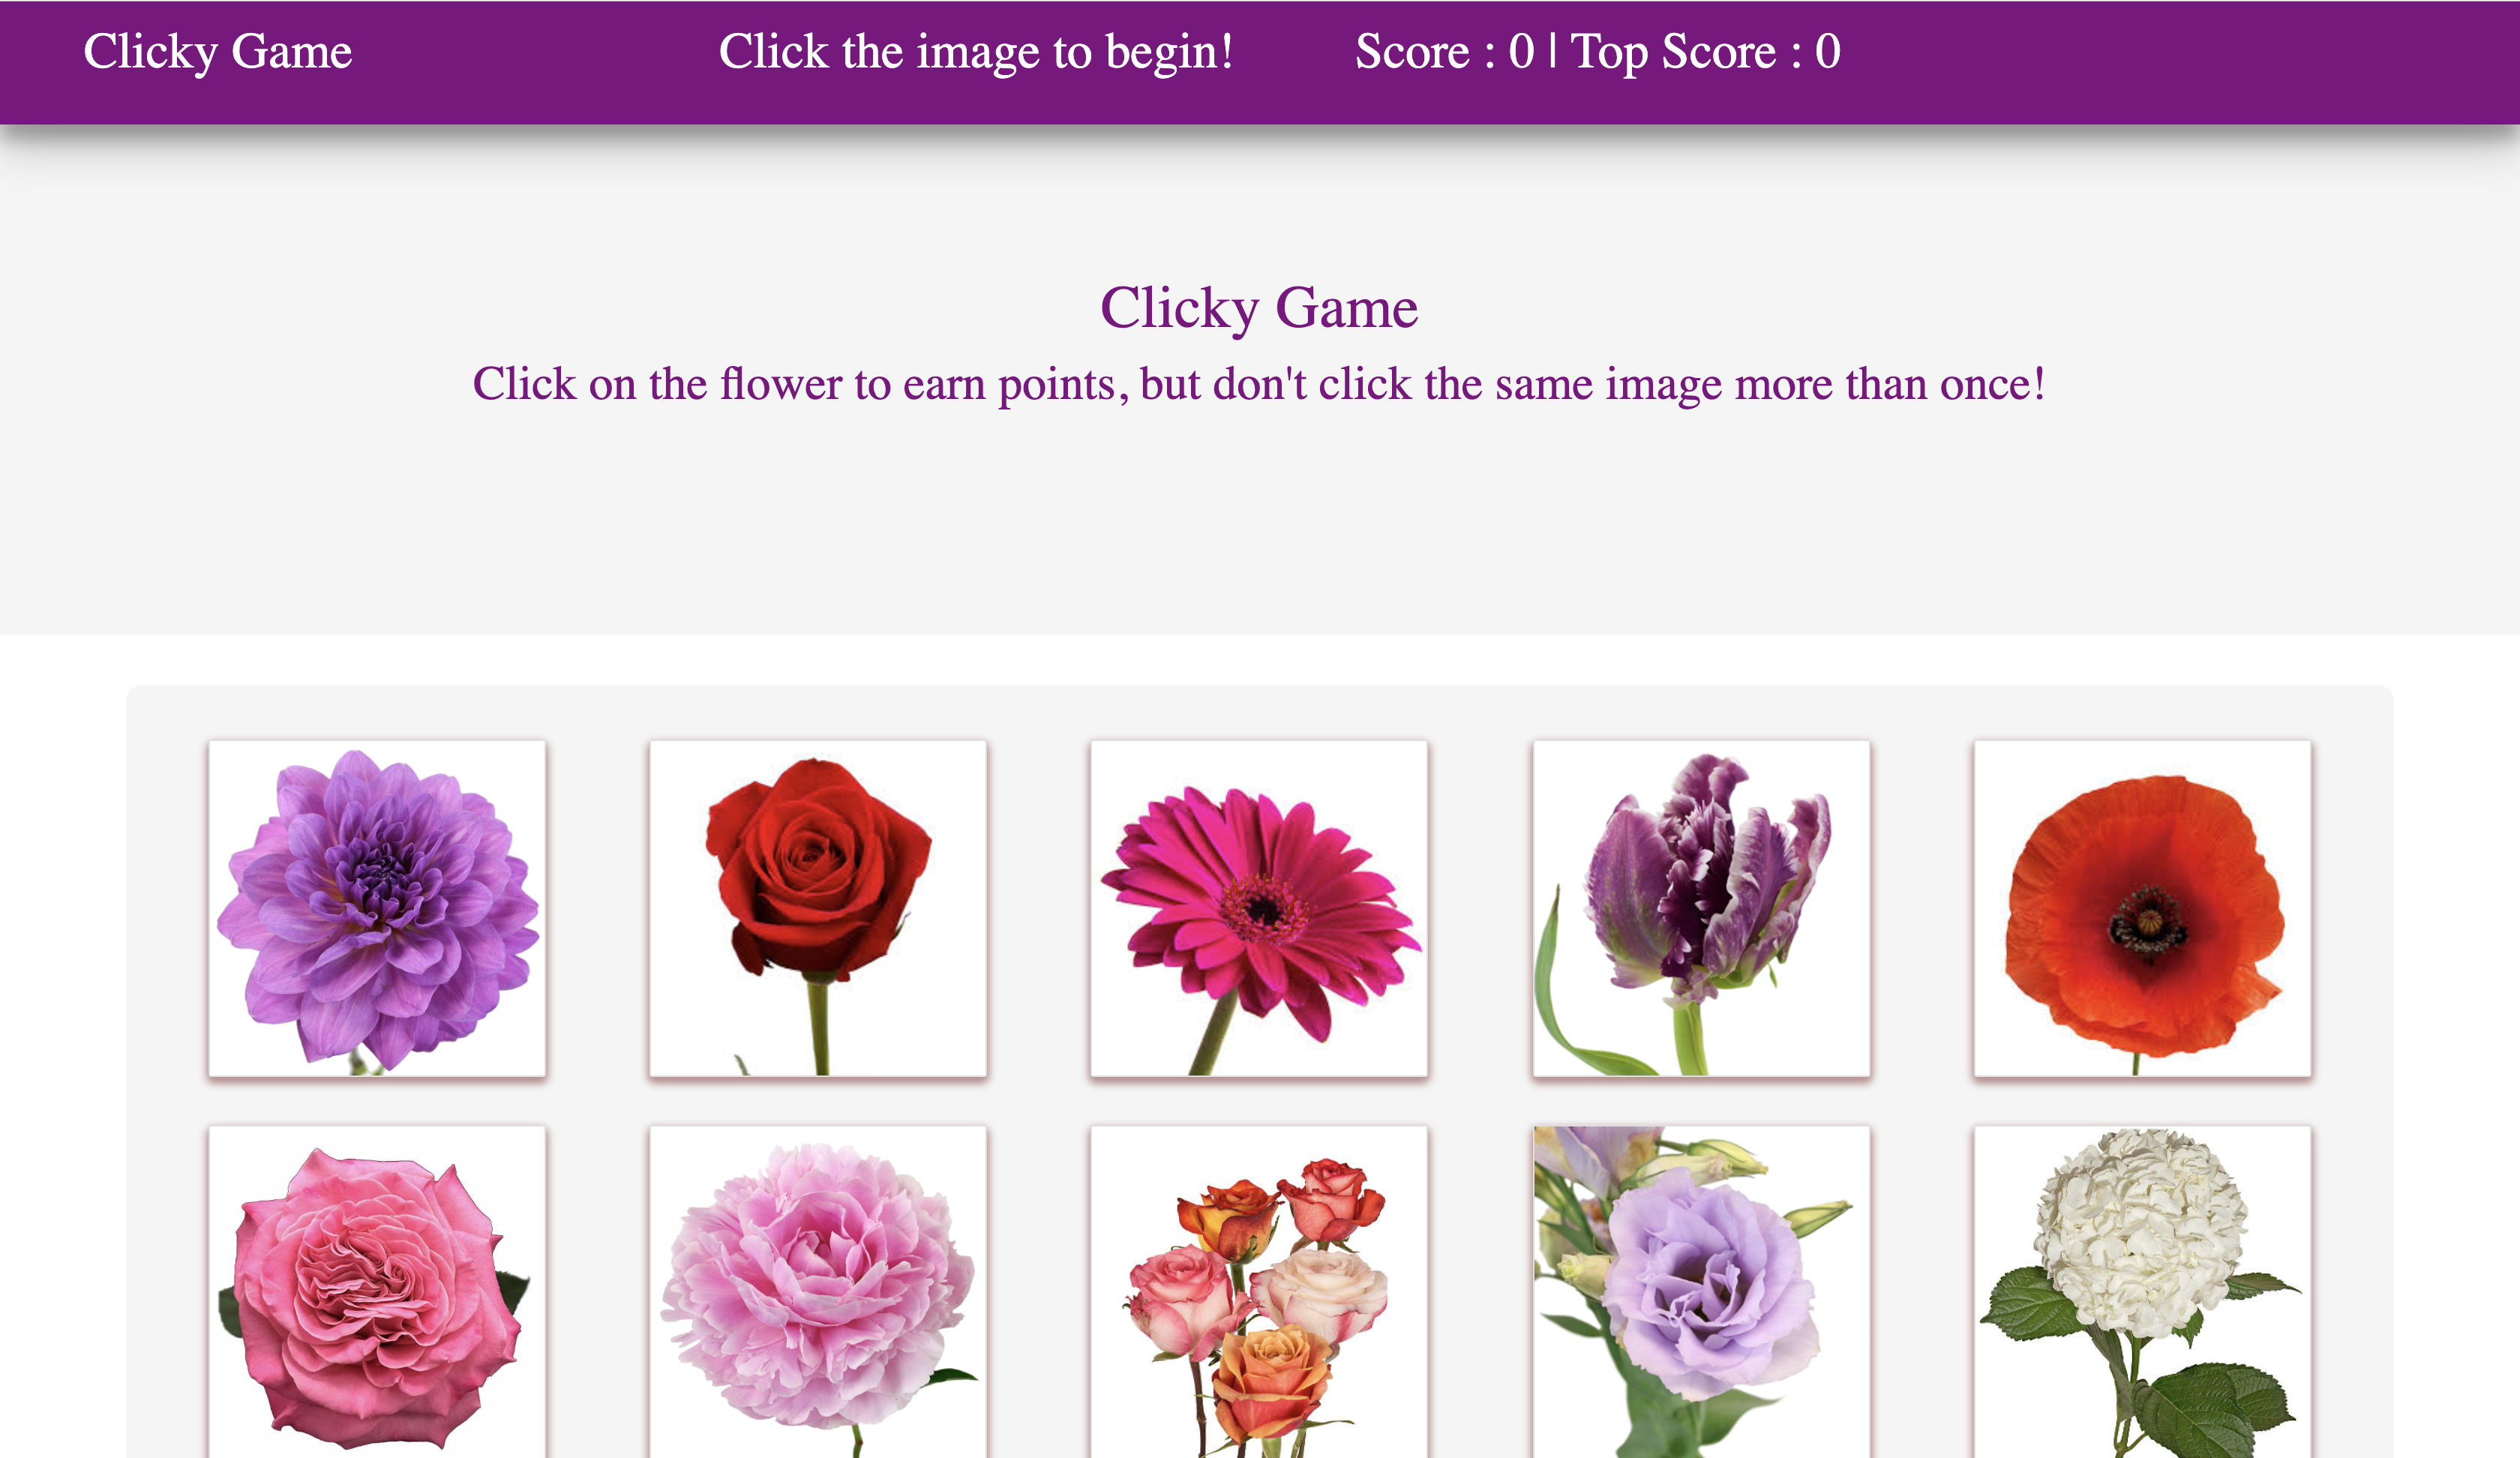 Clicky Game
Click the image to begin!
Score : 0 | Top Score : 0
Clicky Game
Click on the flower to earn points, but don't click the same image more than once!